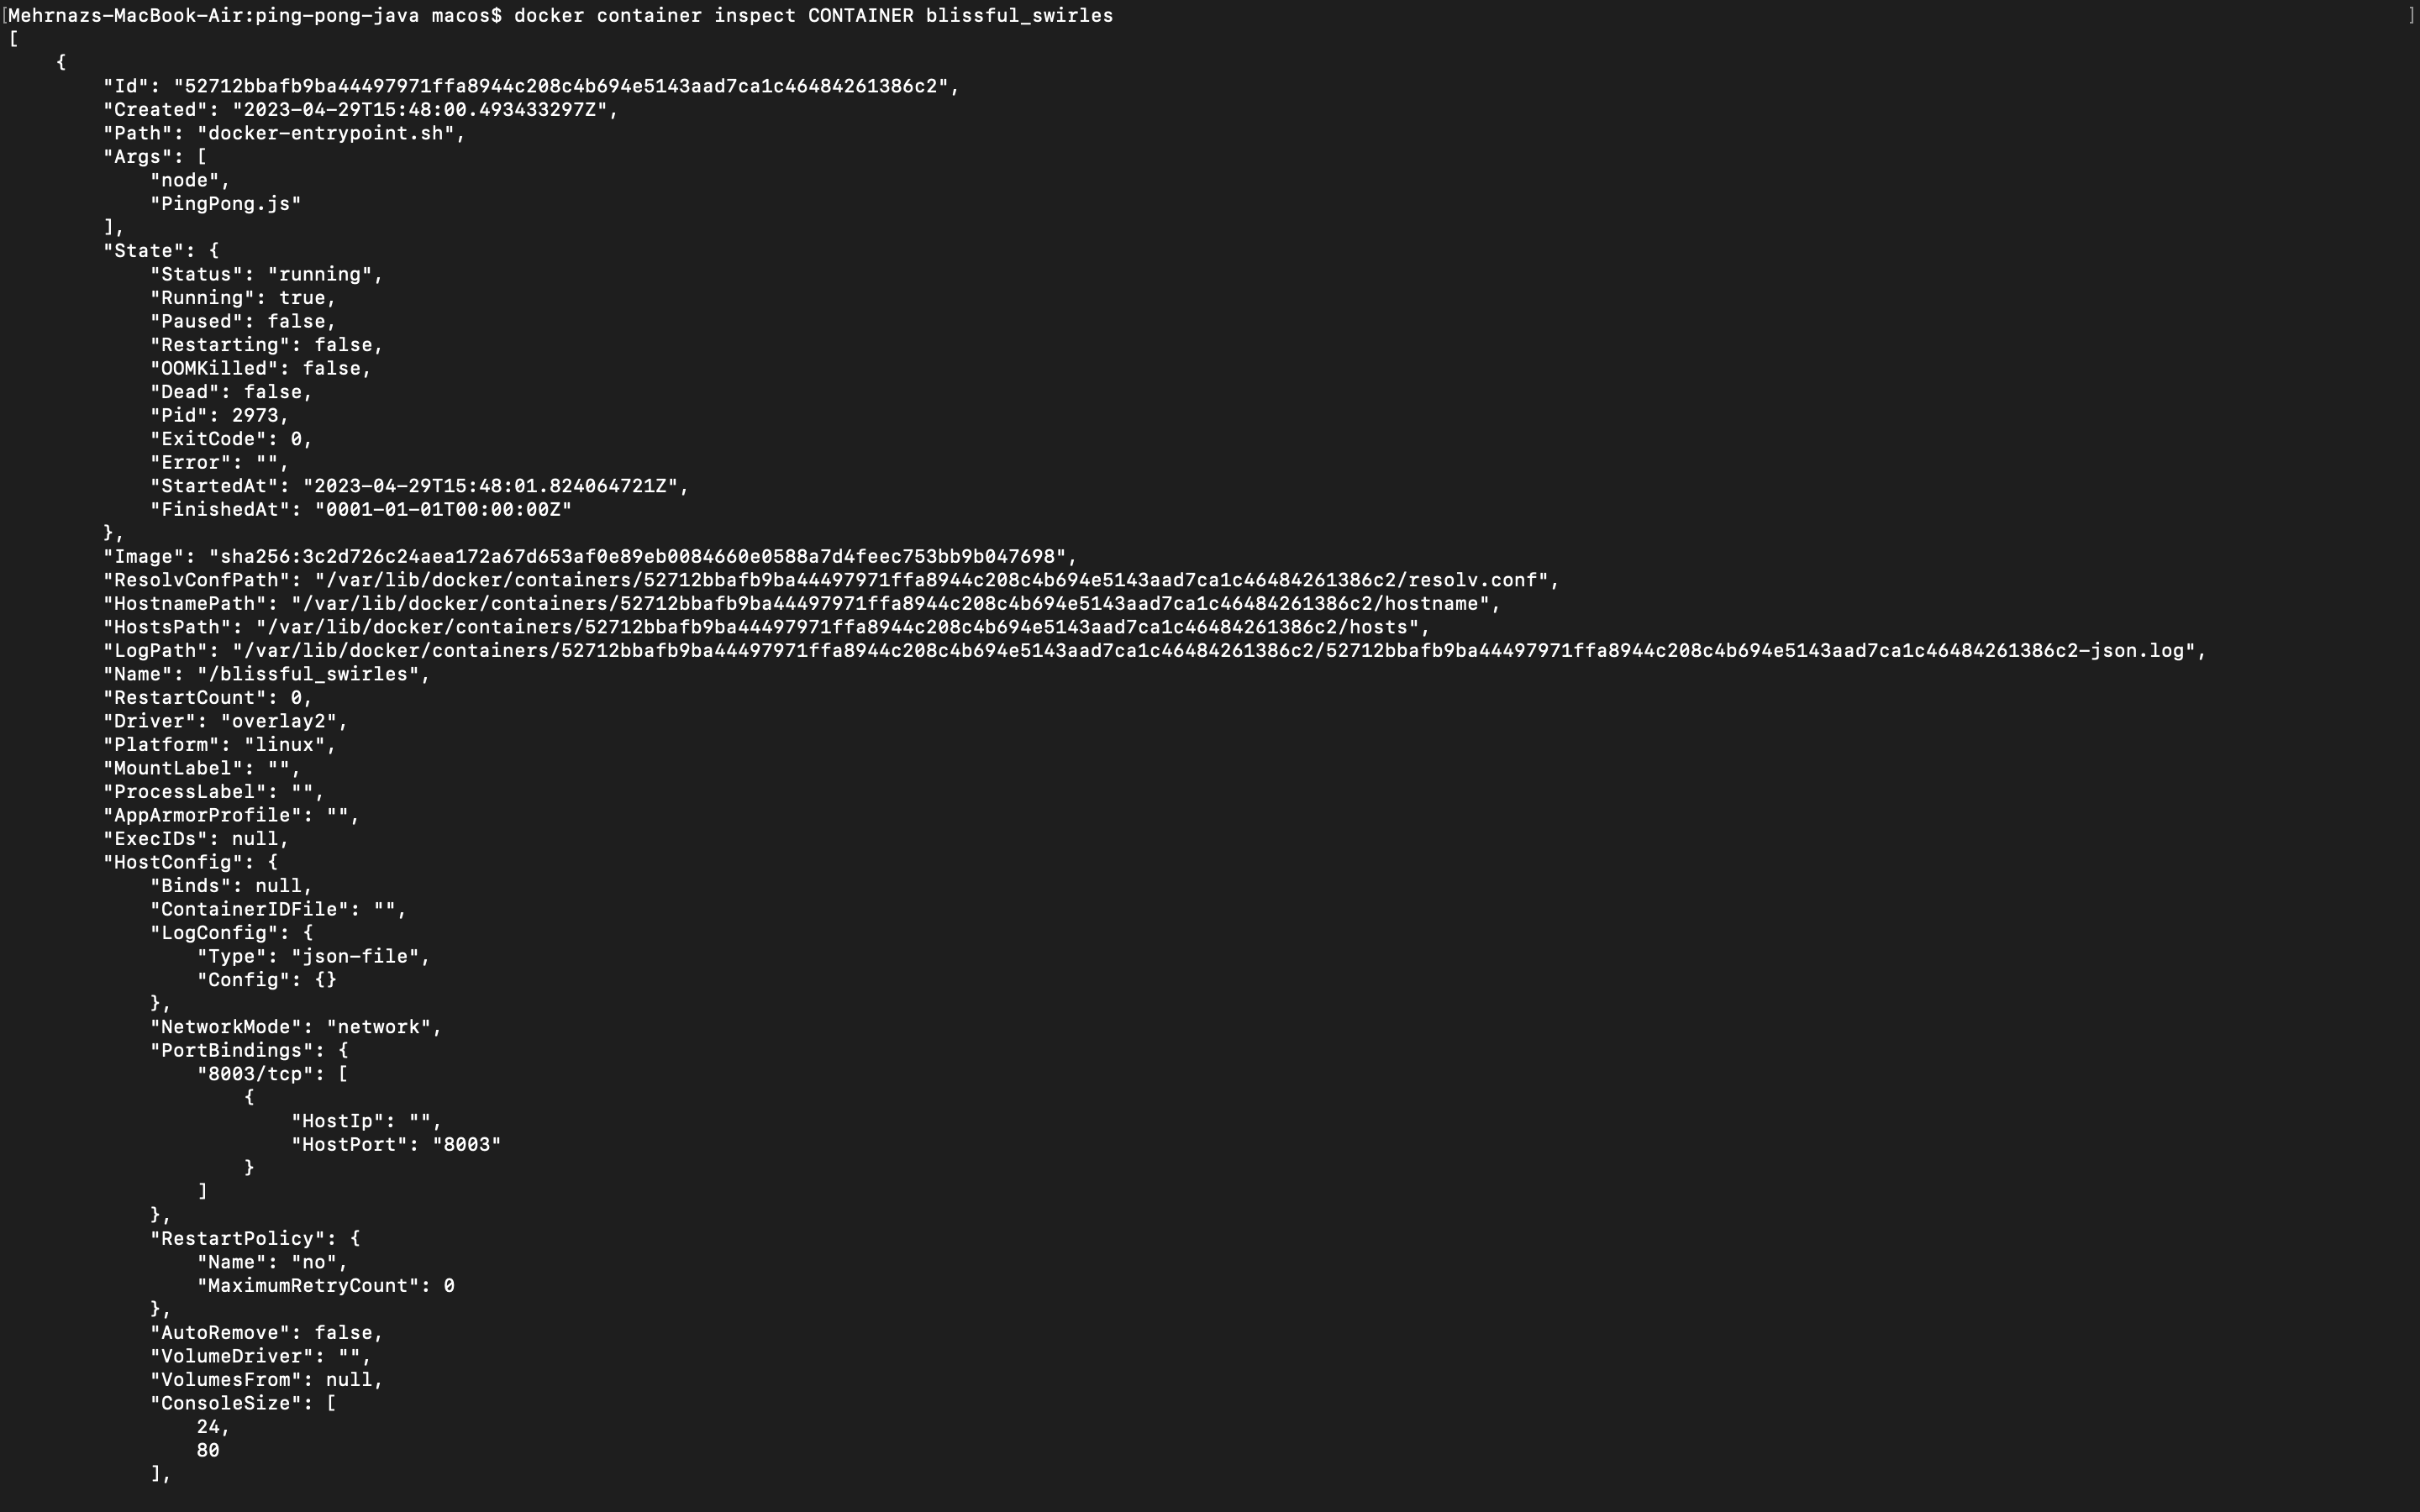 [Mehrnazs-MacBook-Air:ping-pong-java macos$ docker container inspect CONTAINER blissful_swirles ]
[
    {
        "Id": "52712bbafb9ba44497971ffa8944c208c4b694e5143aad7ca1c46484261386c2",
        "Created": "2023-04-29T15:48:00.493433297Z",
        "Path": "docker-entrypoint.sh",
        "Args": [
            "node",
            "PingPong.js"
        ],
        "State": {
            "Status": "running",
            "Running": true,
            "Paused": false,
            "Restarting": false,
            "OOMKilled": false,
            "Dead": false,
            "Pid": 2973,
            "ExitCode": 0,
            "Error": "",
            "StartedAt": "2023-04-29T15:48:01.824064721Z",
            "FinishedAt": "0001-01-01T00:00:00Z"
        },
        "Image": "sha256:3c2d726c24aea172a67d653af0e89eb0084660e0588a7d4feec753bb9b047698",
        "ResolvConfPath": "/var/lib/docker/containers/52712bbafb9ba44497971ffa8944c208c4b694e5143aad7ca1c46484261386c2/resolv.conf",
        "HostnamePath": "/var/lib/docker/containers/52712bbafb9ba44497971ffa8944c208c4b694e5143aad7ca1c46484261386c2/hostname",
        "HostsPath": "/var/lib/docker/containers/52712bbafb9ba44497971ffa8944c208c4b694e5143aad7ca1c46484261386c2/hosts",
        "LogPath": "/var/lib/docker/containers/52712bbafb9ba44497971ffa8944c208c4b694e5143aad7ca1c46484261386c2/52712bbafb9ba44497971ffa8944c208c4b694e5143aad7ca1c46484261386c2-json.log",
        "Name": "/blissful_swirles",
        "RestartCount": 0,
        "Driver": "overlay2",
        "Platform": "linux",
        "MountLabel": "",
        "ProcessLabel": "",
        "AppArmorProfile": "",
        "ExecIDs": null,
        "HostConfig": {
            "Binds": null,
            "ContainerIDFile": "",
            "LogConfig": {
                "Type": "json-file",
                "Config": {}
            },
            "NetworkMode": "network",
            "PortBindings": {
                "8003/tcp": [
                    {
                        "HostIp": "",
                        "HostPort": "8003"
                    }
                ]
            },
            "RestartPolicy": {
                "Name": "no",
                "MaximumRetryCount": 0
            },
            "AutoRemove": false,
            "VolumeDriver": "",
            "VolumesFrom": null,
            "ConsoleSize": [
                24,
                80
            ],